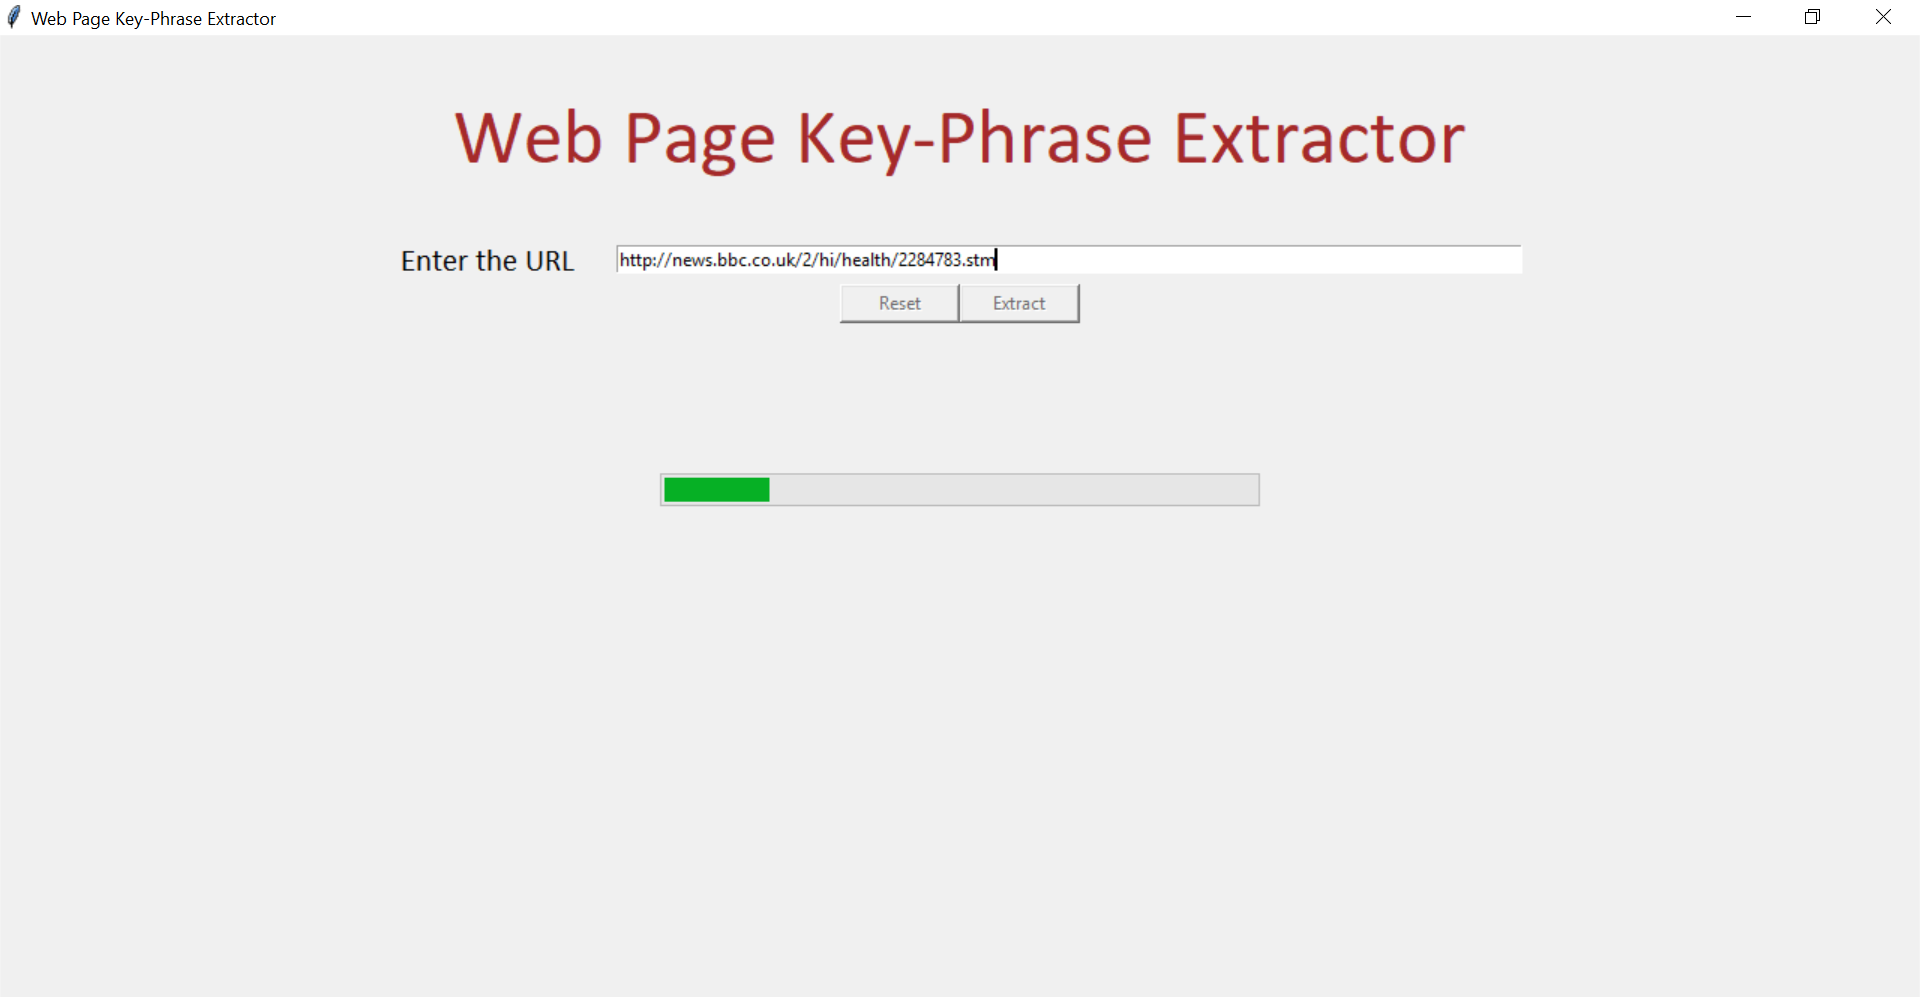 Web Page Key-Phrase Extractor
Web Page Key-Phrase Extractor
Enter the URL http://news.bbc.co.uk/2/hi/health/2284783.stm
Reset Extract